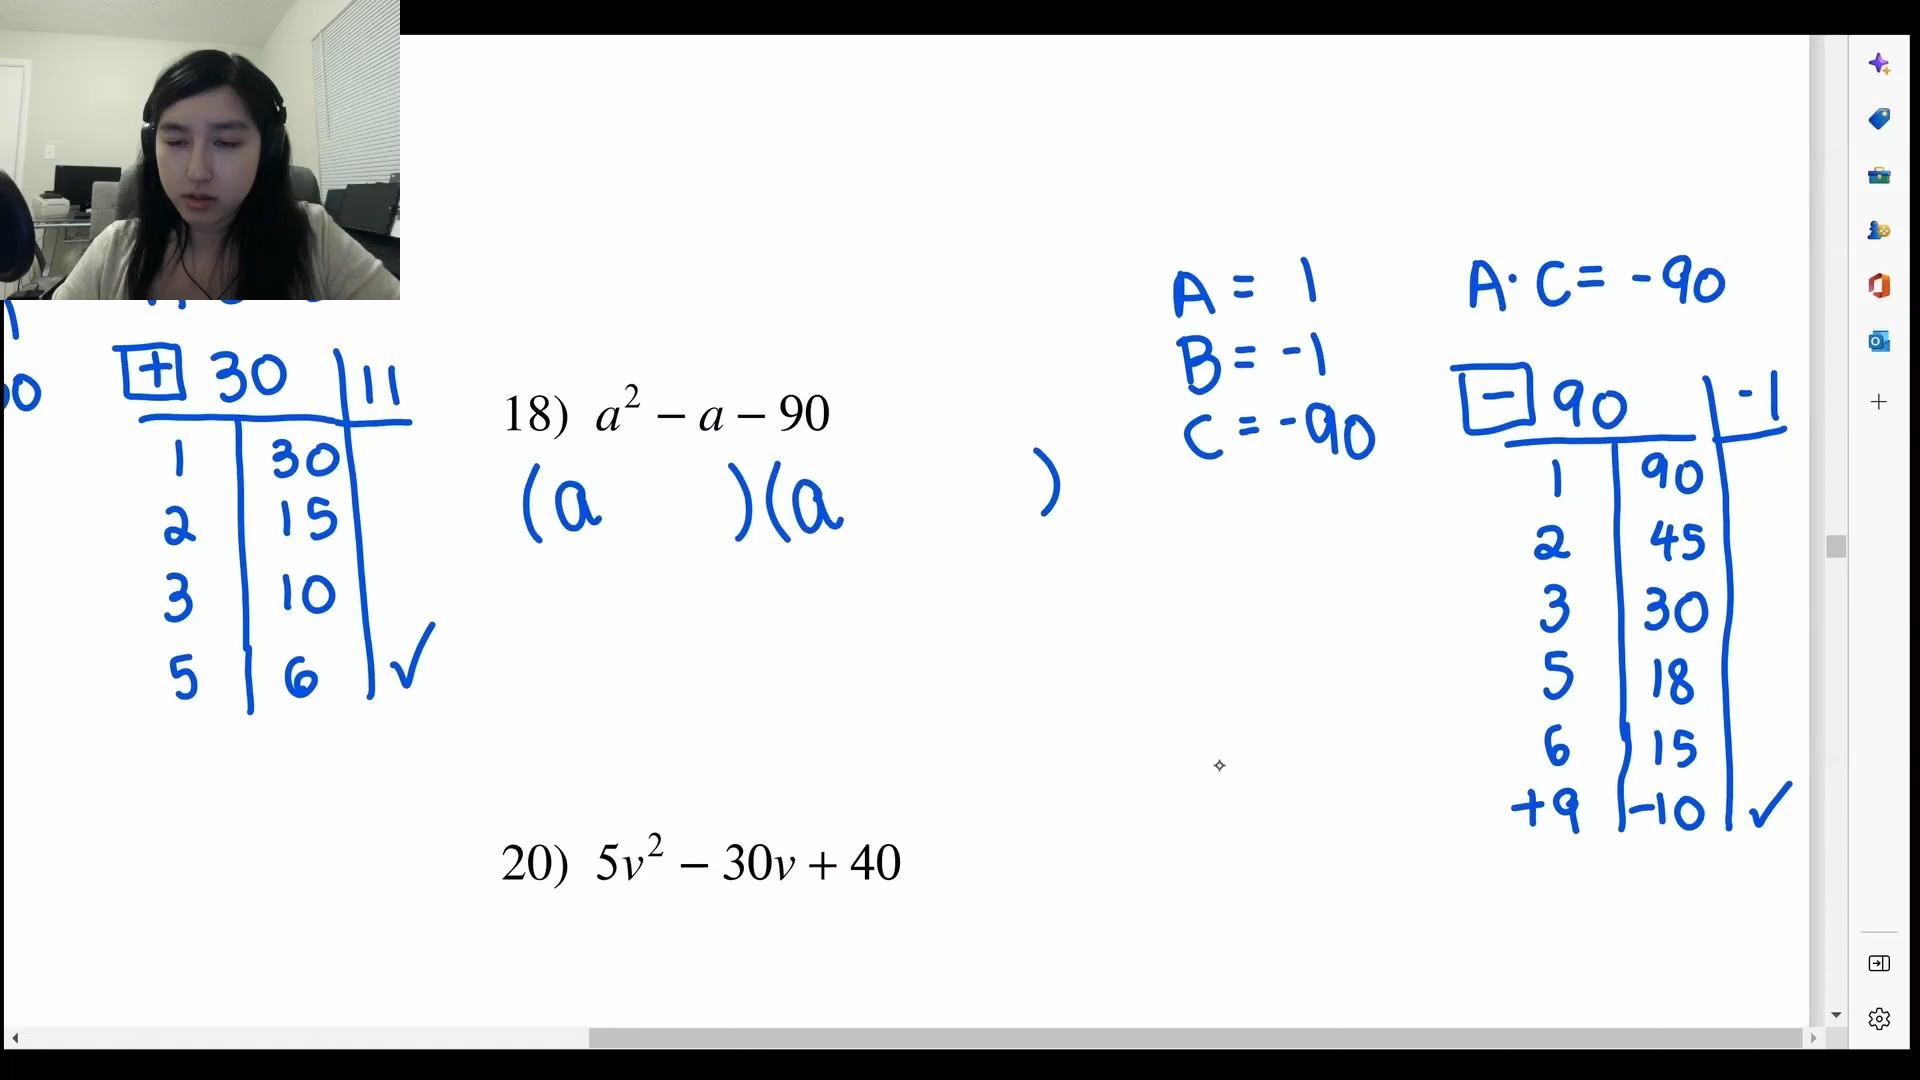 + 30 | 11
1 | 30
2 | 15
3 | 10
5 | 6 ✓
18) a² − a − 90
(a )(a )
A = 1
B = -1
C = -90
A · C = -90
- 90 | -1
1 | 90
2 | 45
3 | 30
5 | 18
6 | 15
+9 | -10 ✓
20) 5v² − 30v + 40